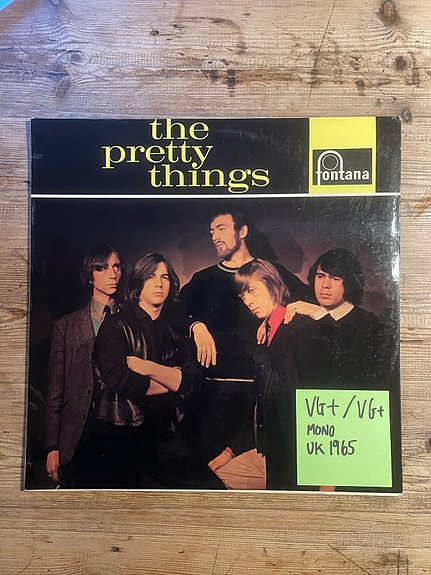 the
pretty
things
fontana
VG+/VG+
MONO
UK 1965